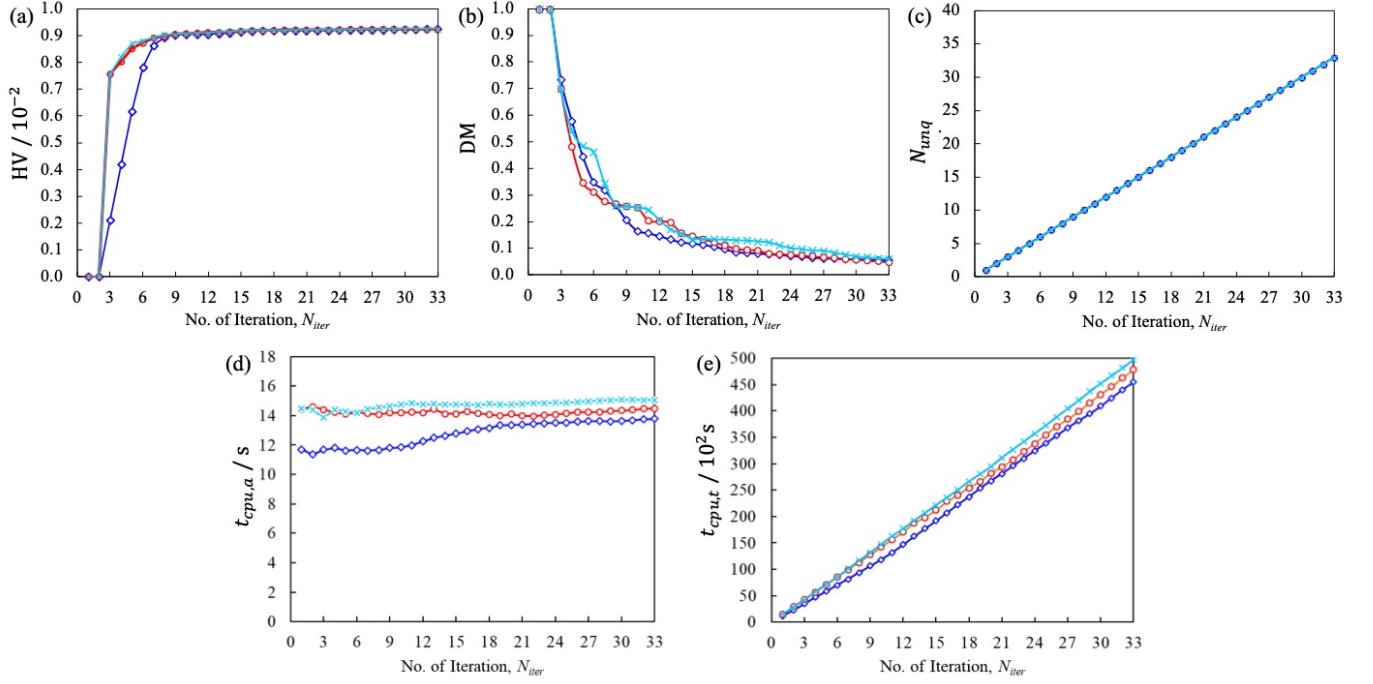 (a)
HV / 10⁻²
1.0
0.9
0.8
0.7
0.6
0.5
0.4
0.3
0.2
0.1
0.0
0 3 6 9 12 15 18 21 24 27 30 33
No. of Iteration, N_iter
(b)
DM
1.0
0.9
0.8
0.7
0.6
0.5
0.4
0.3
0.2
0.1
0.0
0 3 6 9 12 15 18 21 24 27 30 33
No. of Iteration, N_iter
(c)
N_unq
40
35
30
25
20
15
10
5
0
0 3 6 9 12 15 18 21 24 27 30 33
No. of Iteration, N_iter
(d)
t_cpu,a / s
18
16
14
12
10
8
6
4
2
0
0 3 6 9 12 15 18 21 24 27 30 33
No. of Iteration, N_iter
(e)
t_cpu,t / 10² s
500
450
400
350
300
250
200
150
100
50
0
0 3 6 9 12 15 18 21 24 27 30 33
No. of Iteration, N_iter